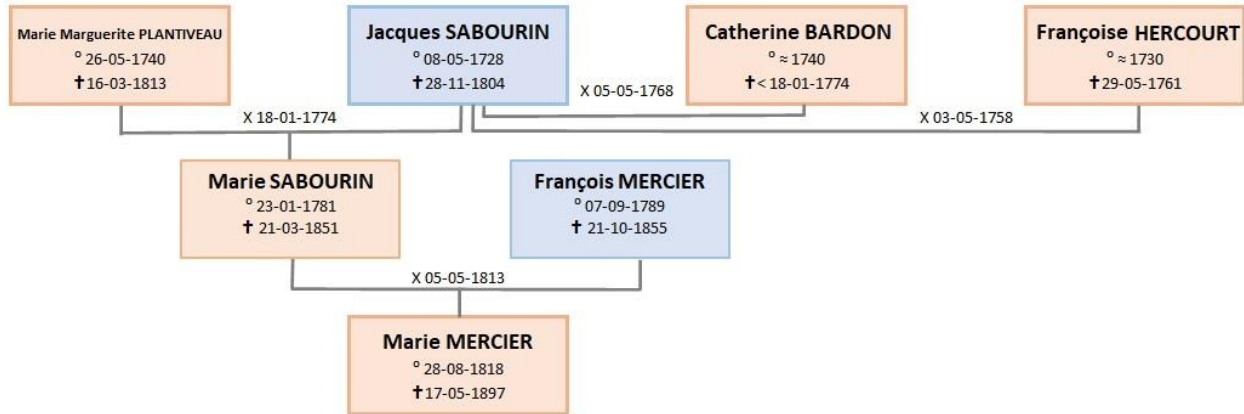 Marie Marguerite PLANTIVEAU
° 26-05-1740
✝16-03-1813
Jacques SABOURIN
° 08-05-1728
✝28-11-1804
Catherine BARDON
° ≈ 1740
✝< 18-01-1774
Françoise HERCOURT
° ≈ 1730
✝29-05-1761
X 05-05-1768
X 18-01-1774
X 03-05-1758
Marie SABOURIN
° 23-01-1781
✝ 21-03-1851
François MERCIER
° 07-09-1789
✝ 21-10-1855
X 05-05-1813
Marie MERCIER
° 28-08-1818
✝17-05-1897